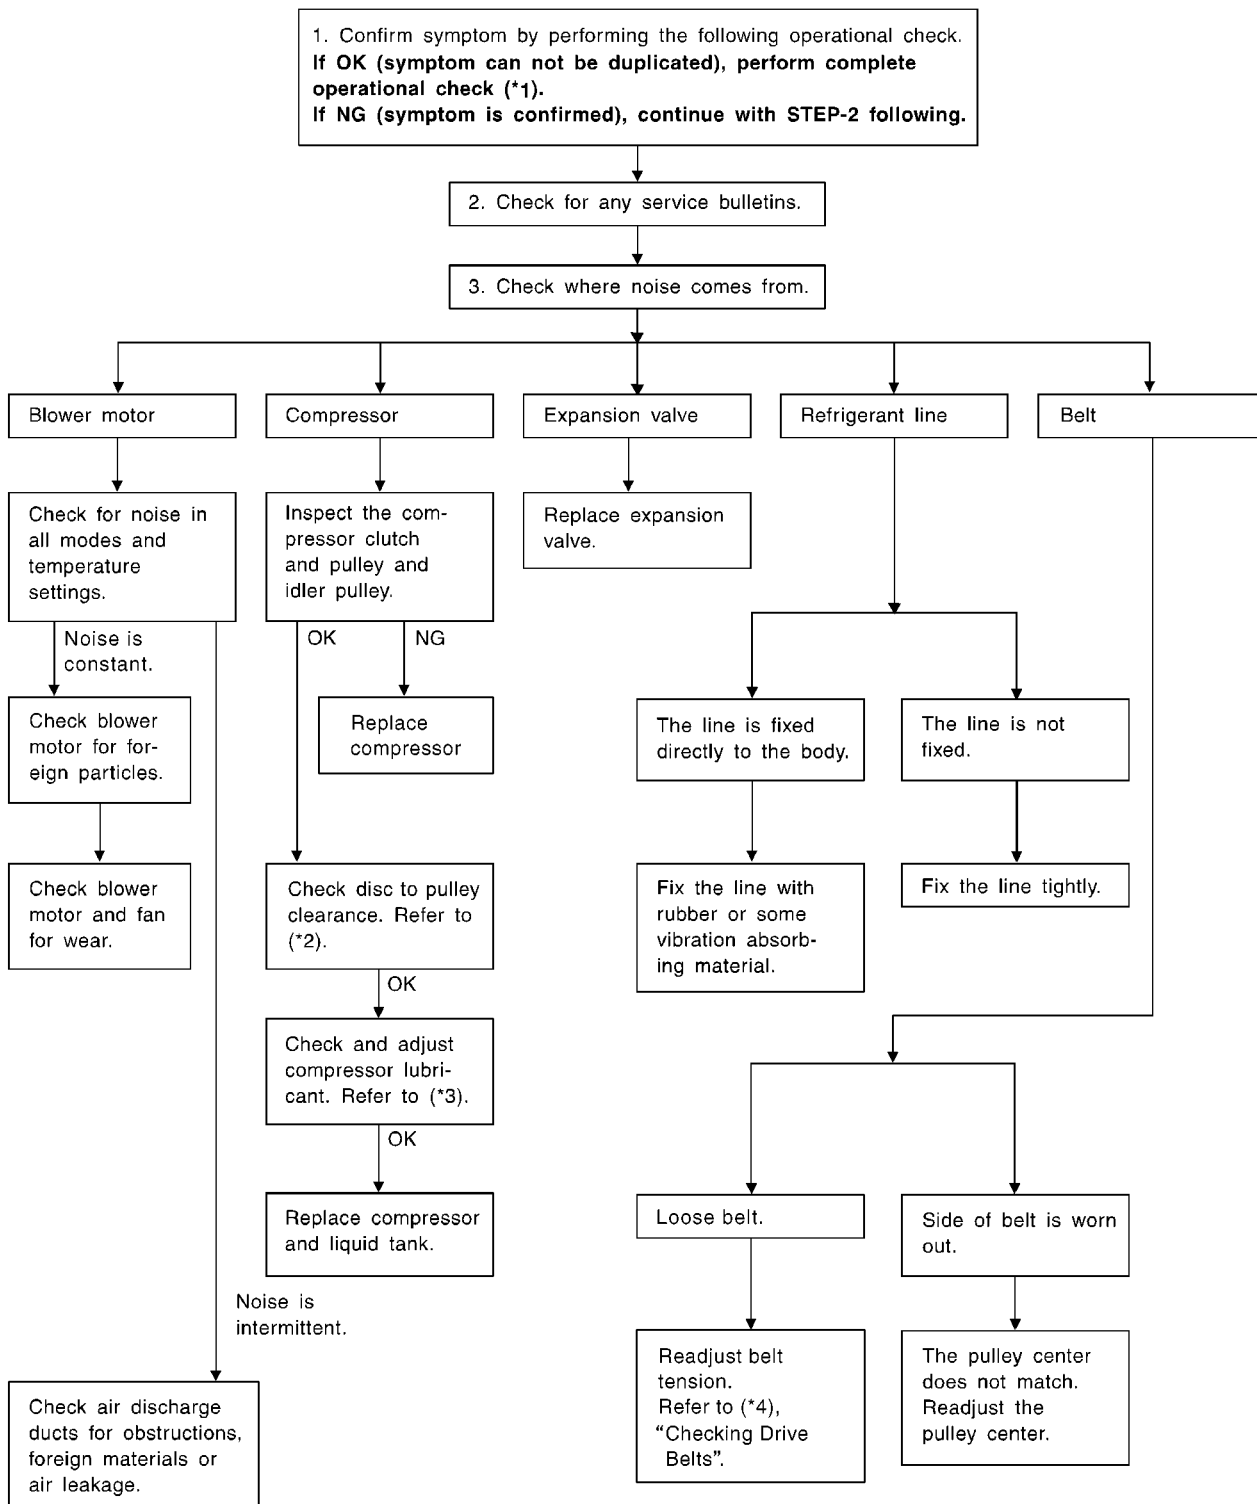 1. Confirm symptom by performing the following operational check.
If OK (symptom can not be duplicated), perform complete
operational check (*1).
If NG (symptom is confirmed), continue with STEP-2 following.
2. Check for any service bulletins.
3. Check where noise comes from.
Blower motor
Compressor
Expansion valve
Refrigerant line
Belt
Check for noise in
all modes and
temperature
settings.
Inspect the com-
pressor clutch
and pulley and
idler pulley.
Replace expansion
valve.
Noise is
constant.
OK
NG
Check blower
motor for for-
eign particles.
Replace
compressor
The line is fixed
directly to the body.
The line is not
fixed.
Check blower
motor and fan
for wear.
Check disc to pulley
clearance. Refer to
(*2).
Fix the line with
rubber or some
vibration absorb-
ing material.
Fix the line tightly.
OK
Check and adjust
compressor lubri-
cant. Refer to (*3).
OK
Replace compressor
and liquid tank.
Loose belt.
Side of belt is worn
out.
Noise is
intermittent.
Readjust belt
tension.
Refer to (*4),
“Checking Drive
Belts”.
The pulley center
does not match.
Readjust the
pulley center.
Check air discharge
ducts for obstructions,
foreign materials or
air leakage.